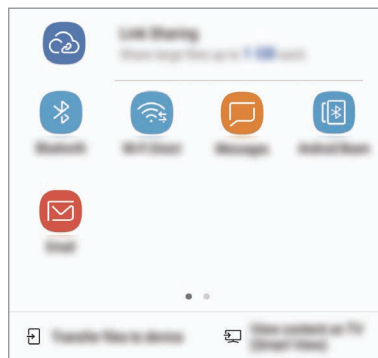 Link Sharing
Share large files up to 1 GB each.
Bluetooth
Wi-Fi Direct
Messages
Android Beam
Email
Transfer files to device
View content on TV
(Smart View)